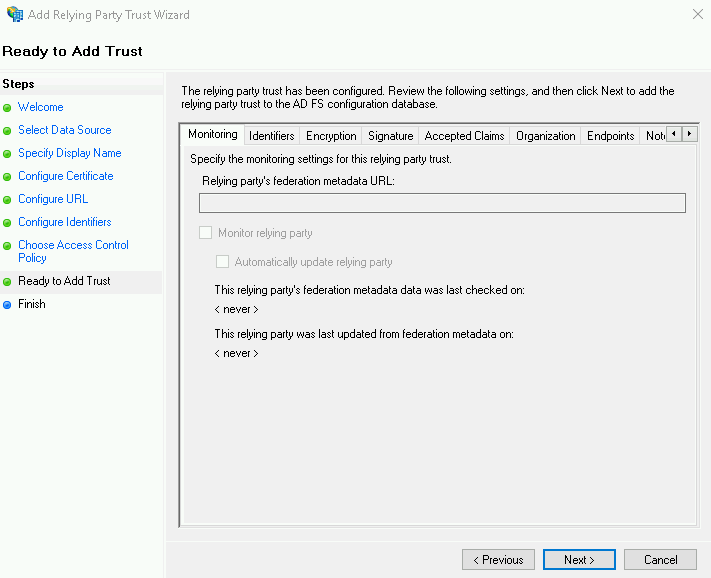 Add Relying Party Trust Wizard
Ready to Add Trust
Steps
Welcome
Select Data Source
Specify Display Name
Configure Certificate
Configure URL
Configure Identifiers
Choose Access Control
Policy
Ready to Add Trust
Finish
The relying party trust has been configured. Review the following settings, and then click Next to add the
relying party trust to the AD FS configuration database.
Monitoring Identifiers Encryption Signature Accepted Claims Organization Endpoints Note
Specify the monitoring settings for this relying party trust.
Relying party's federation metadata URL:
Monitor relying party
Automatically update relying party
This relying party's federation metadata data was last checked on:
< never >
This relying party was last updated from federation metadata on:
< never >
< Previous Next > Cancel